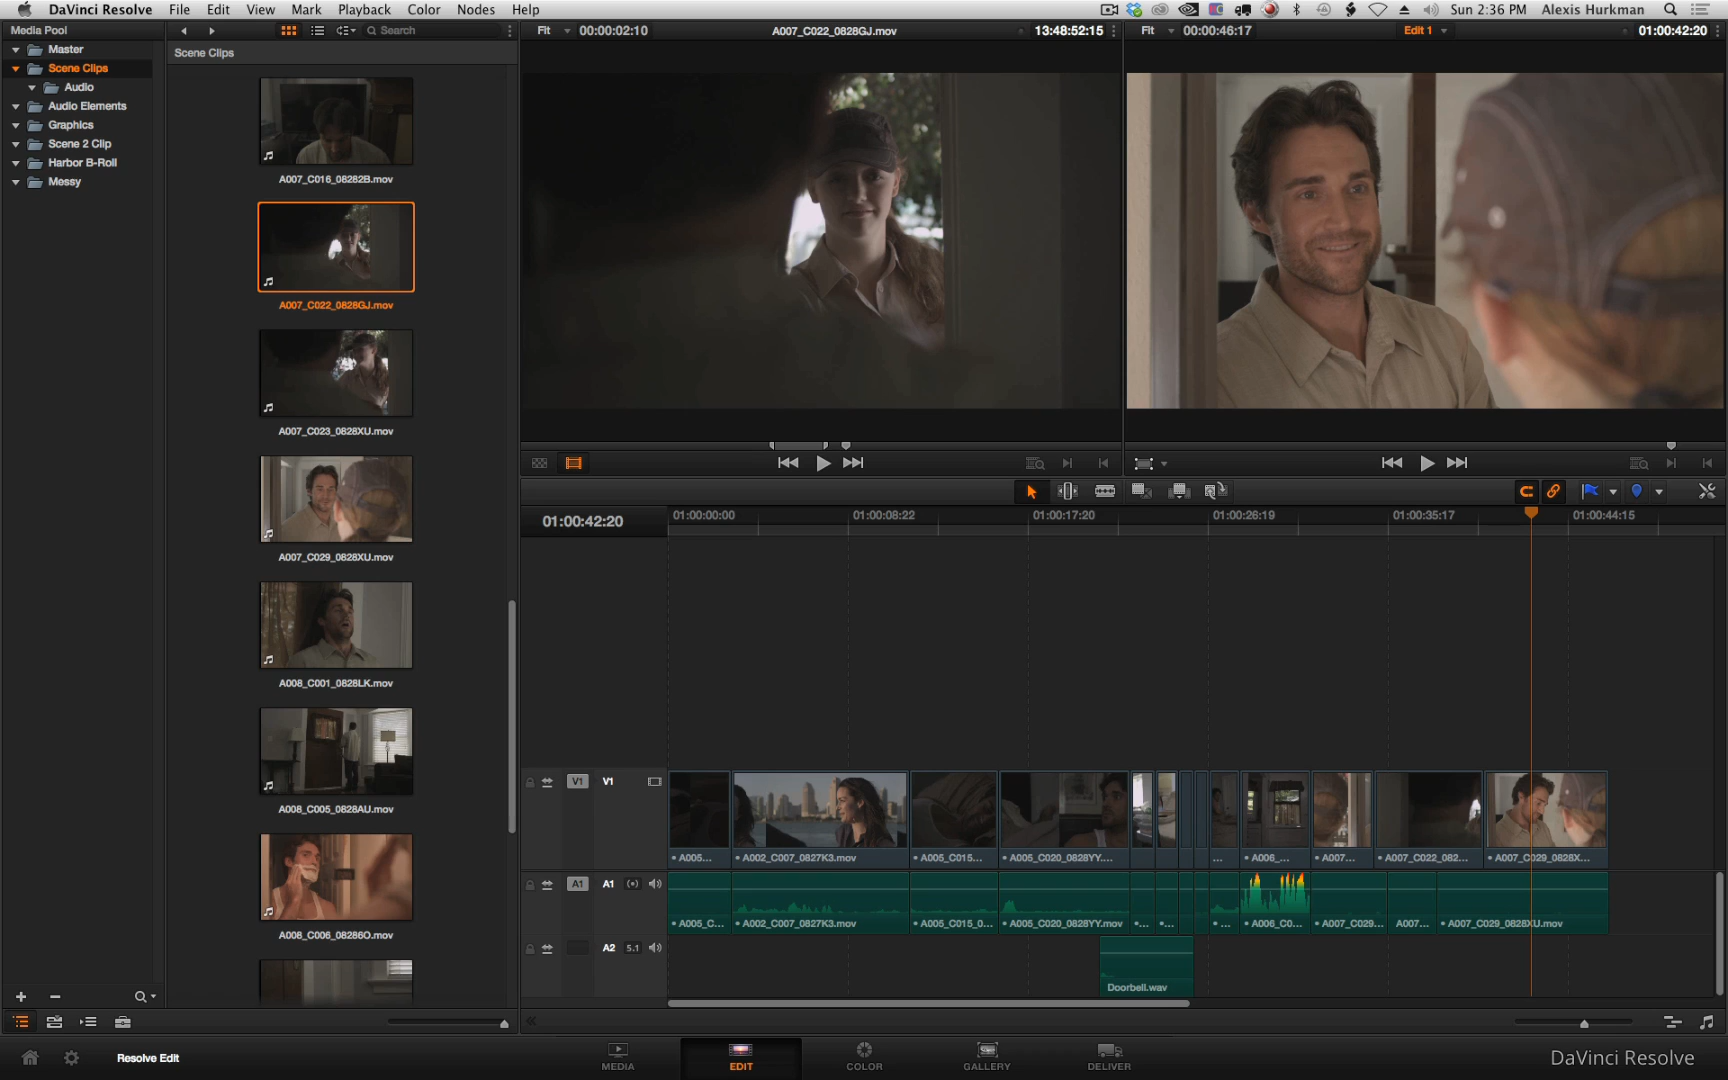 DaVinci Resolve File Edit View Mark Playback Color Nodes Help Sun 2:36 PM Alexis Hurkman
Media Pool
Master
Scene Clips
Audio
Audio Elements
Graphics
Scene 2 Clip
Harbor B-Roll
Messy
Search
Scene Clips
A007_C016_08282B.mov
A007_C022_0828GJ.mov
A007_C023_0828XU.mov
A007_C029_0828XU.mov
A008_C001_0828LK.mov
A008_C005_0828AU.mov
A008_C006_08286O.mov
Fit 00:00:02:10 A007_C022_0828GJ.mov 13:48:52:15
Fit 00:00:46:17 Edit 1 01:00:42:20
01:00:42:20
01:00:00:00 01:00:08:22 01:00:17:20 01:00:26:19 01:00:35:17 01:00:44:15
V1 V1
A005... A002_C007_0827K3.mov A005_C015... A005_C020_0828YY.... ... A006_... A007... A007_C022_082... A007_C029_0828X...
A1 A1
A005_C... A002_C007_0827K3.mov A005_C015_0... A005_C020_0828YY.mov ... ... ... A006_C0... A007_C029... A007... A007_C029_0828XU.mov
A2 5.1
Doorbell.wav
Resolve Edit
MEDIA EDIT COLOR GALLERY DELIVER
DaVinci Resolve